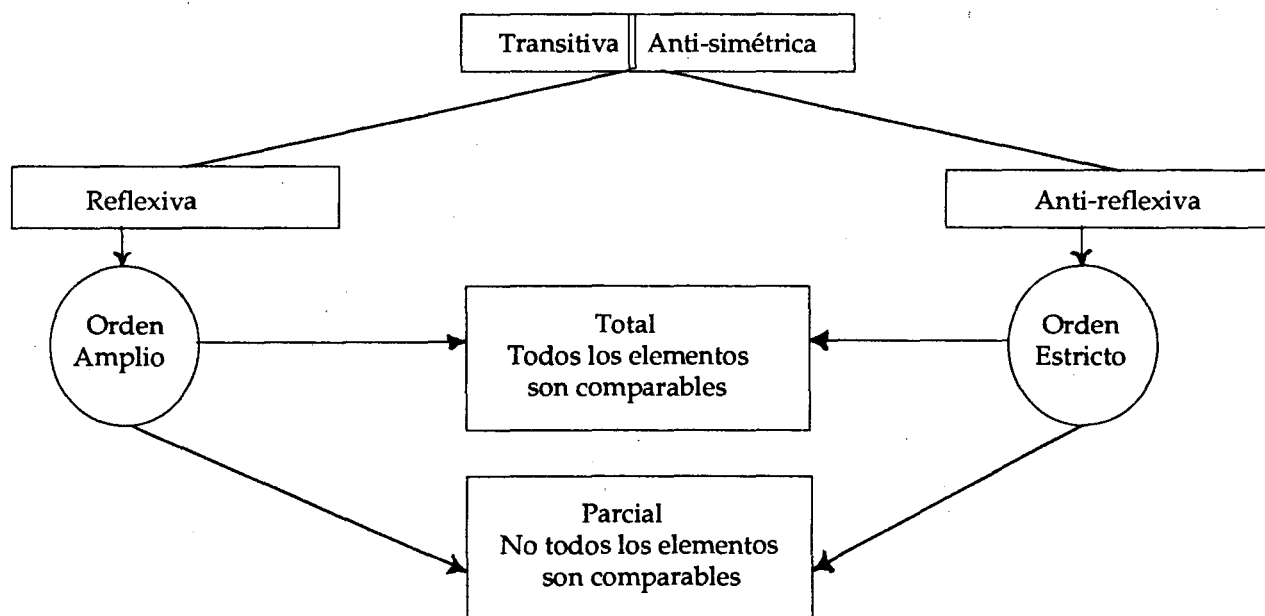 Transitiva Anti-simétrica
Reflexiva
Anti-reflexiva
Orden
Amplio
Total
Todos los elementos
son comparables
Orden
Estricto
Parcial
No todos los elementos
son comparables